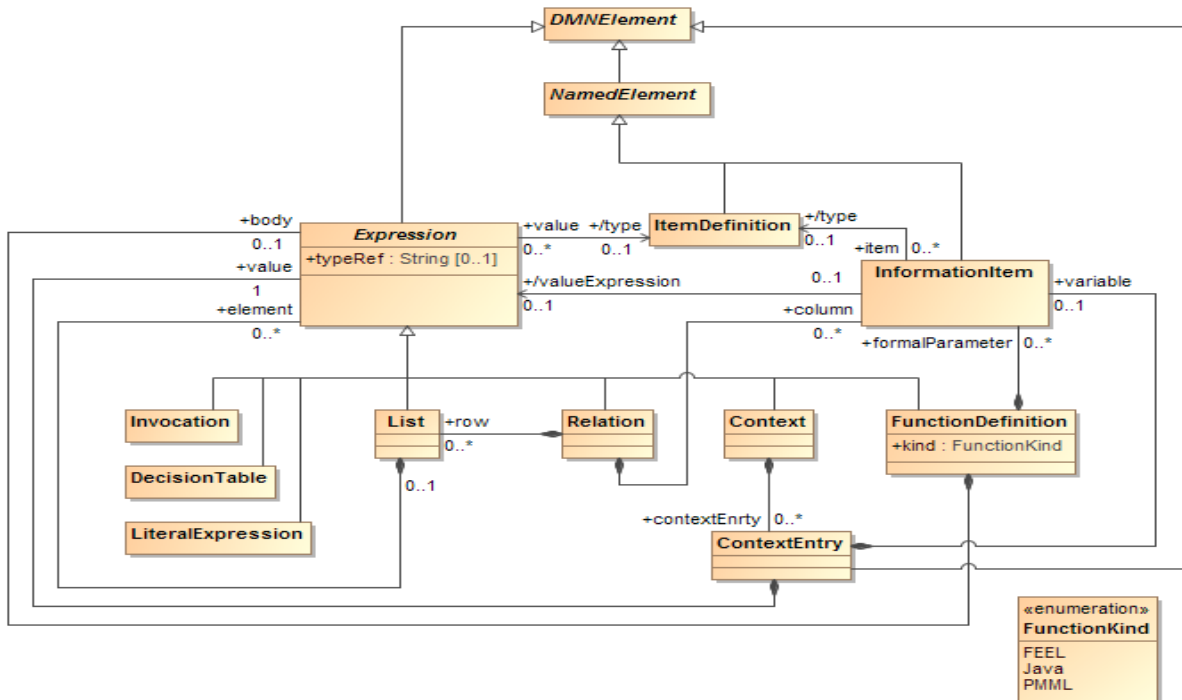 DMNElement
NamedElement
+body
0..1
+value
1
+element
0..*
Expression
+typeRef : String [0..1]
+value
0..*
+/type
0..1
ItemDefinition
+/type
0..1
+item
0..*
+/valueExpression
0..1
0..1
InformationItem
+variable
0..1
+column
0..*
+formalParameter
0..*
Invocation
DecisionTable
LiteralExpression
List
+row
0..*
0..1
Relation
Context
FunctionDefinition
+kind : FunctionKind
+contextEnrty
0..*
ContextEntry
«enumeration»
FunctionKind
FEEL
Java
PMML